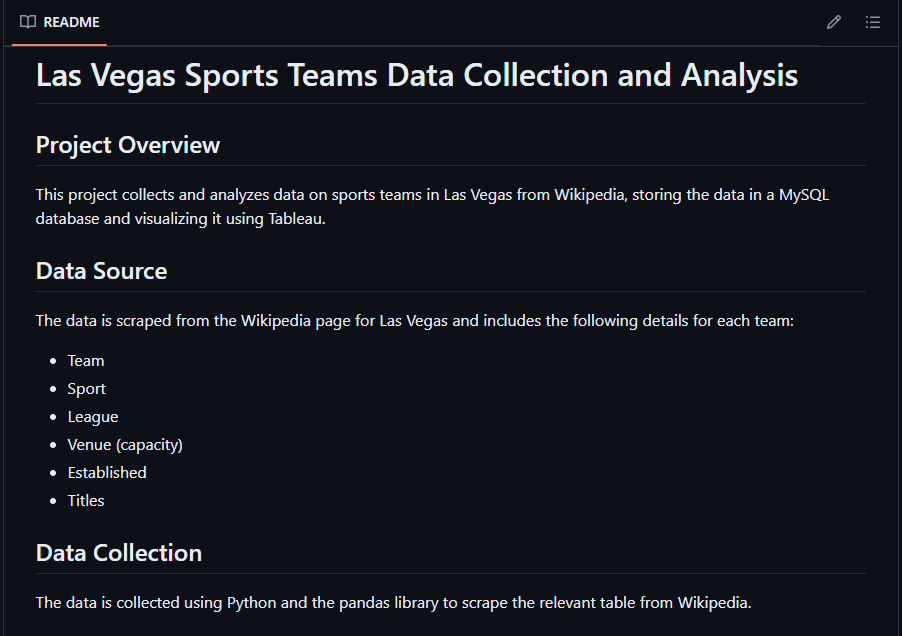 README
Las Vegas Sports Teams Data Collection and Analysis
Project Overview
This project collects and analyzes data on sports teams in Las Vegas from Wikipedia, storing the data in a MySQL
database and visualizing it using Tableau.
Data Source
The data is scraped from the Wikipedia page for Las Vegas and includes the following details for each team:
Team
Sport
League
Venue (capacity)
Established
Titles
Data Collection
The data is collected using Python and the pandas library to scrape the relevant table from Wikipedia.